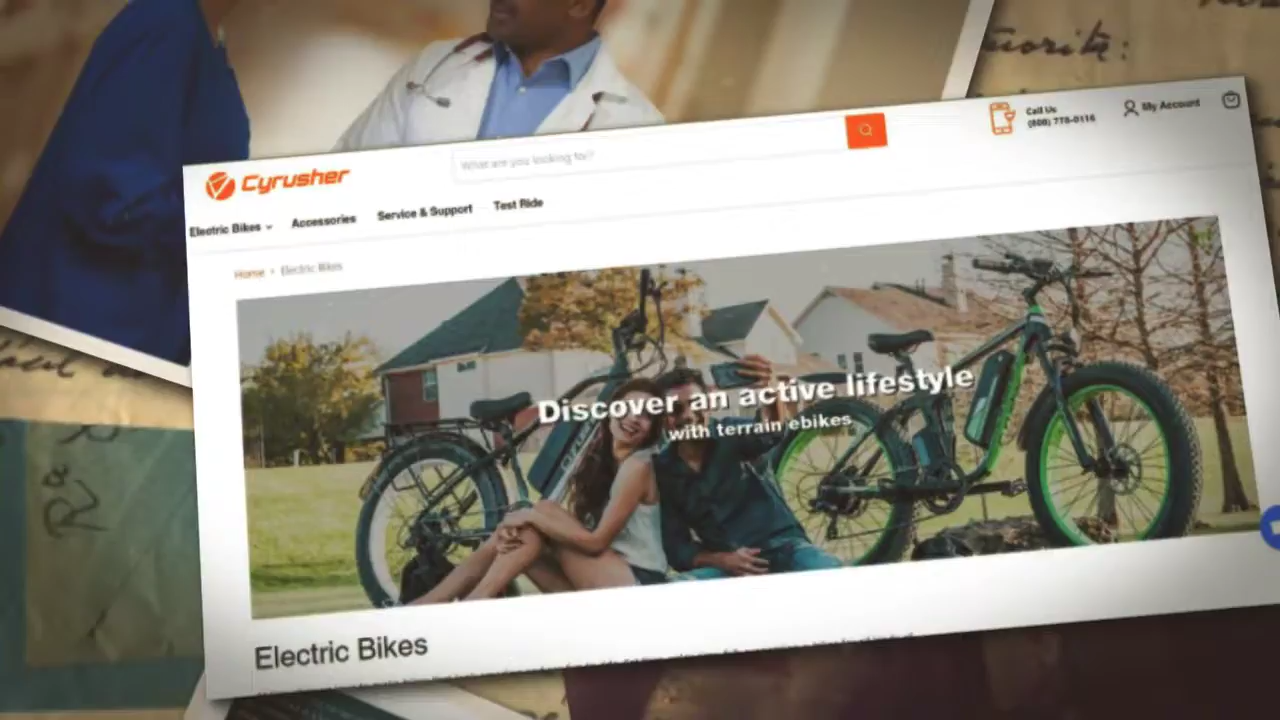 Call Us
(808) 778-0116
My Account
What are you looking for?
Cyrusher
Electric Bikes
Accessories
Service & Support
Test Ride
Home
Electric Bikes
Discover an active lifestyle
with terrain ebikes
Electric Bikes